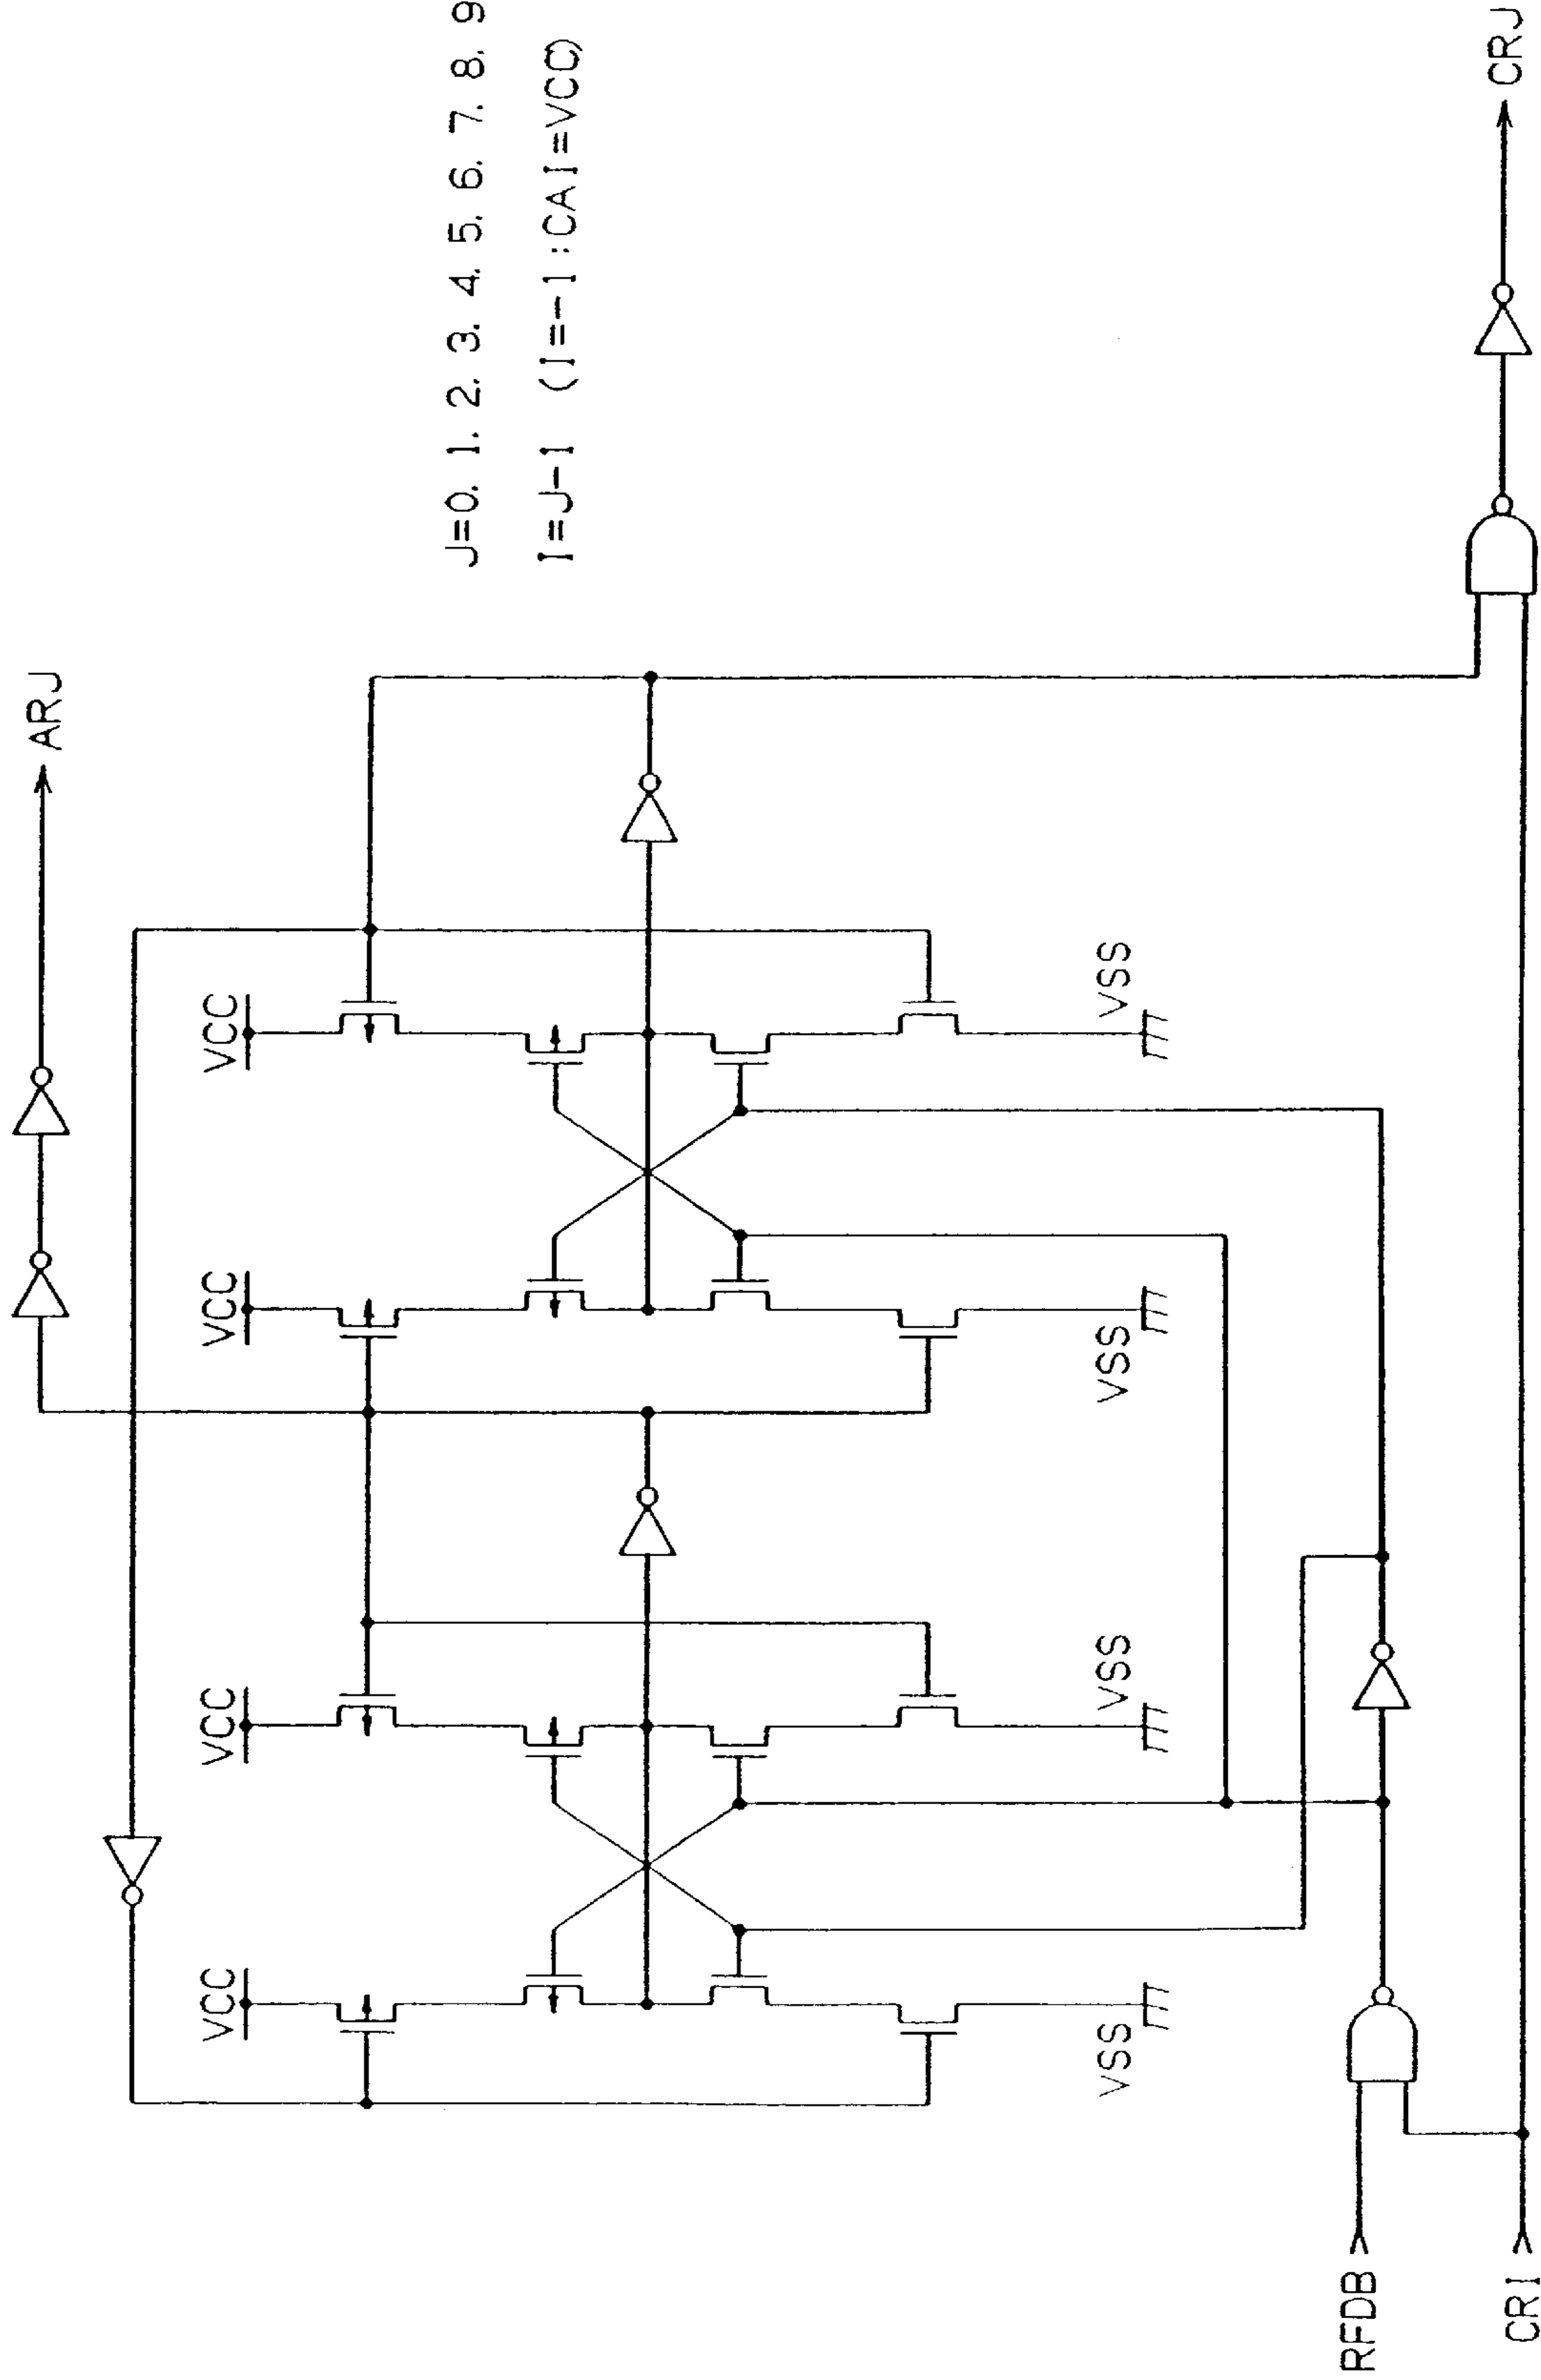 ARJ
J=0. 1. 2. 3. 4. 5. 6. 7. 8. 9
I=J-1 (I=-1:CAI=VCC)
VCC
VCC
VCC
VCC
VSS
VSS
VSS
VSS
RFDB
CRI
CRJ